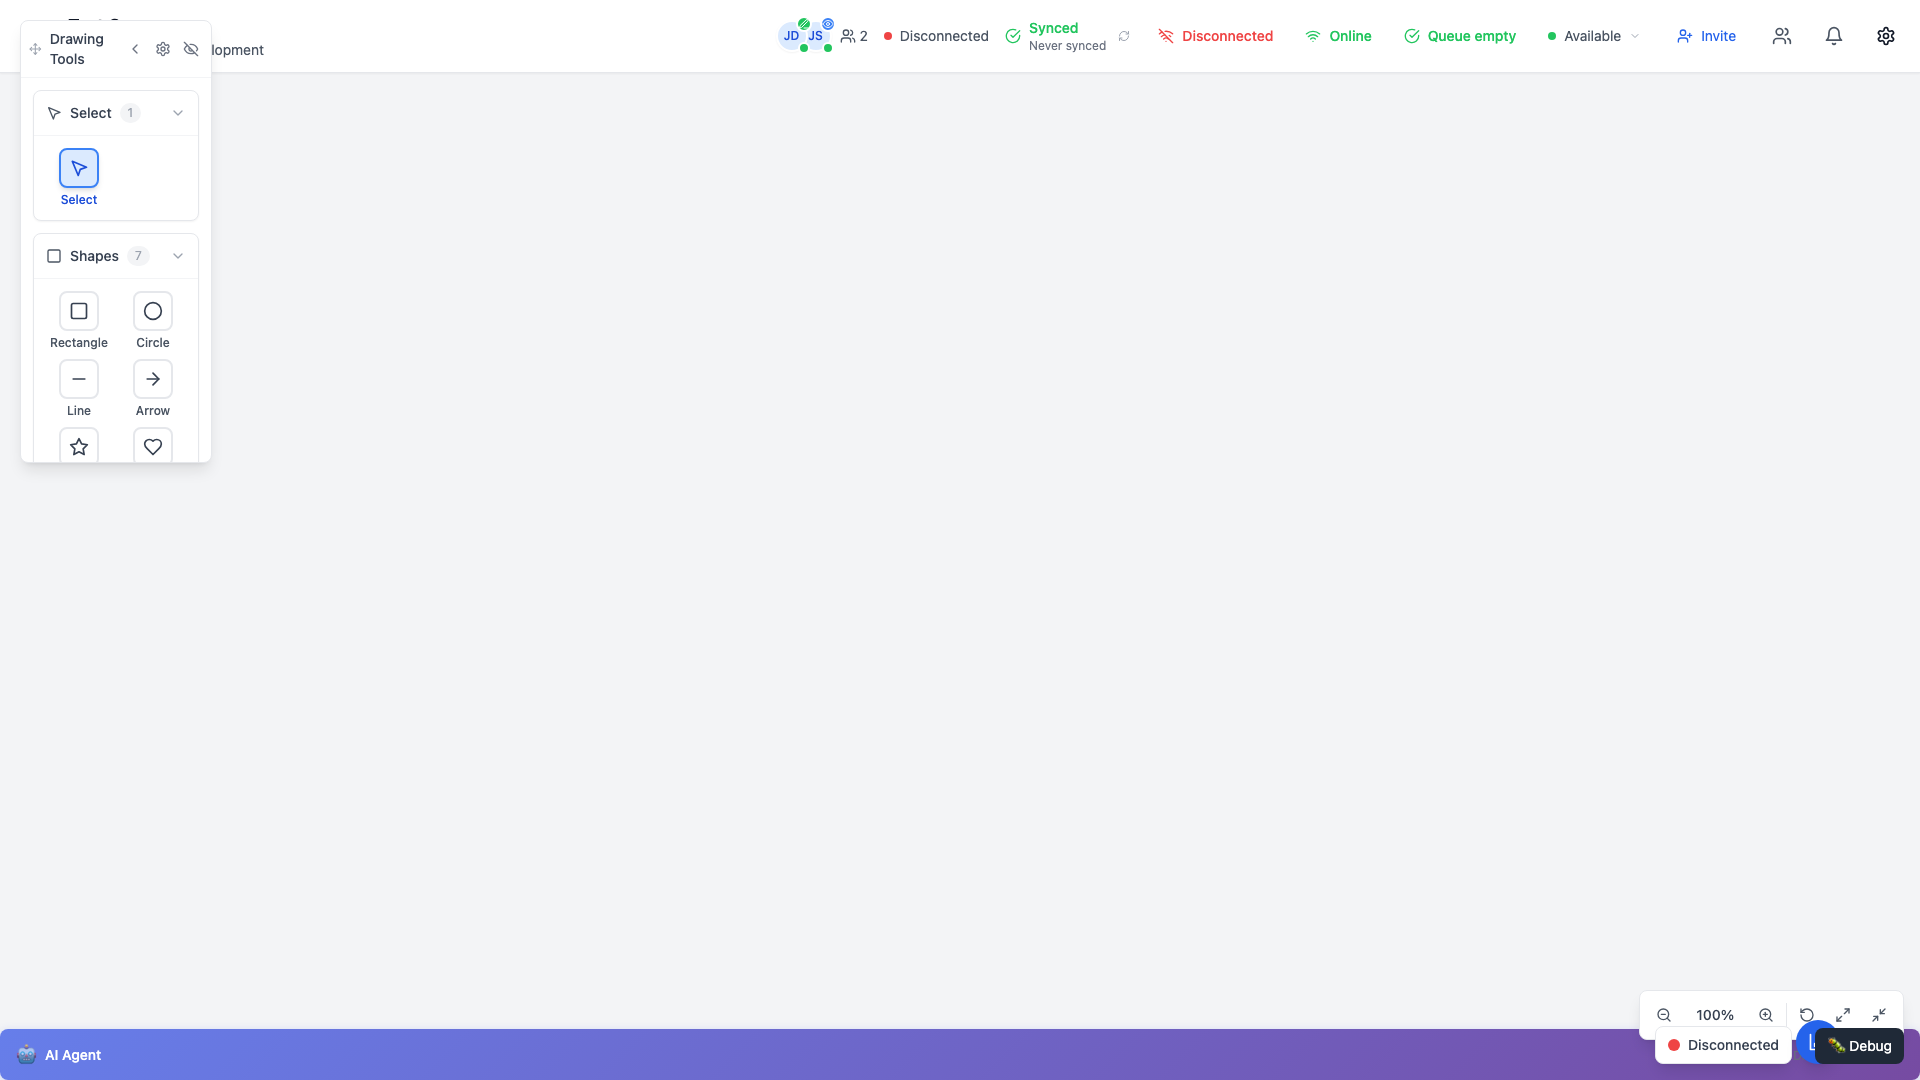 Drawing
Tools
lopment
JD
JS
2
Disconnected
Synced
Never synced
Disconnected
Online
Queue empty
Available
Invite
Select
1
Select
Shapes
7
Rectangle
Circle
Line
Arrow
100%
Disconnected
Debug
AI Agent